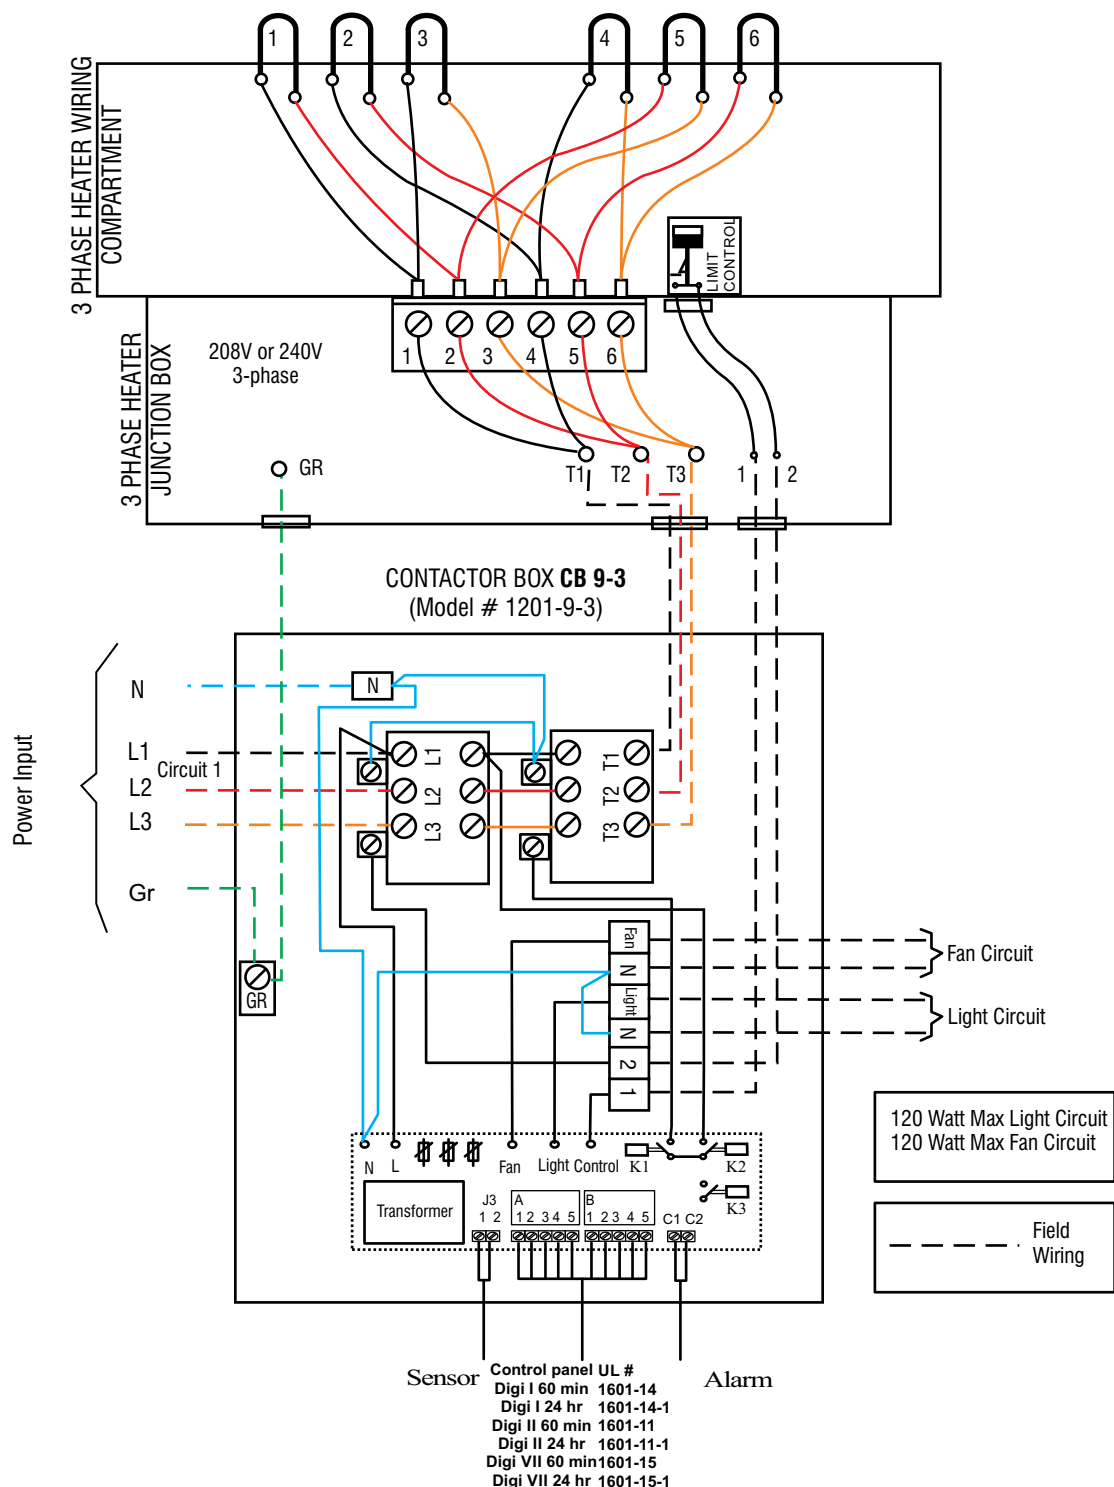 1 2 3 4 5 6
3 PHASE HEATER WIRING
COMPARTMENT
LIMIT
CONTROL
3 PHASE HEATER
JUNCTION BOX
208V or 240V
3-phase
1 2 3 4 5 6
GR
T1 T2 T3 1 2
CONTACTOR BOX CB 9-3
(Model # 1201-9-3)
Power Input
N
L1
Circuit 1
L2
L3
Gr
GR
N
L1
L2
L3
T1
T2
T3
Fan
N
Light
N
2
1
Fan Circuit
Light Circuit
120 Watt Max Light Circuit
120 Watt Max Fan Circuit
Field
Wiring
N L Fan Light Control K1 K2
K3
Transformer
J3
1 2
A
1 2 3 4 5
B
1 2 3 4 5
C1 C2
Sensor
Alarm
Control panel UL #
Digi I 60 min 1601-14
Digi I 24 hr 1601-14-1
Digi II 60 min 1601-11
Digi II 24 hr 1601-11-1
Digi VII 60 min 1601-15
Digi VII 24 hr 1601-15-1